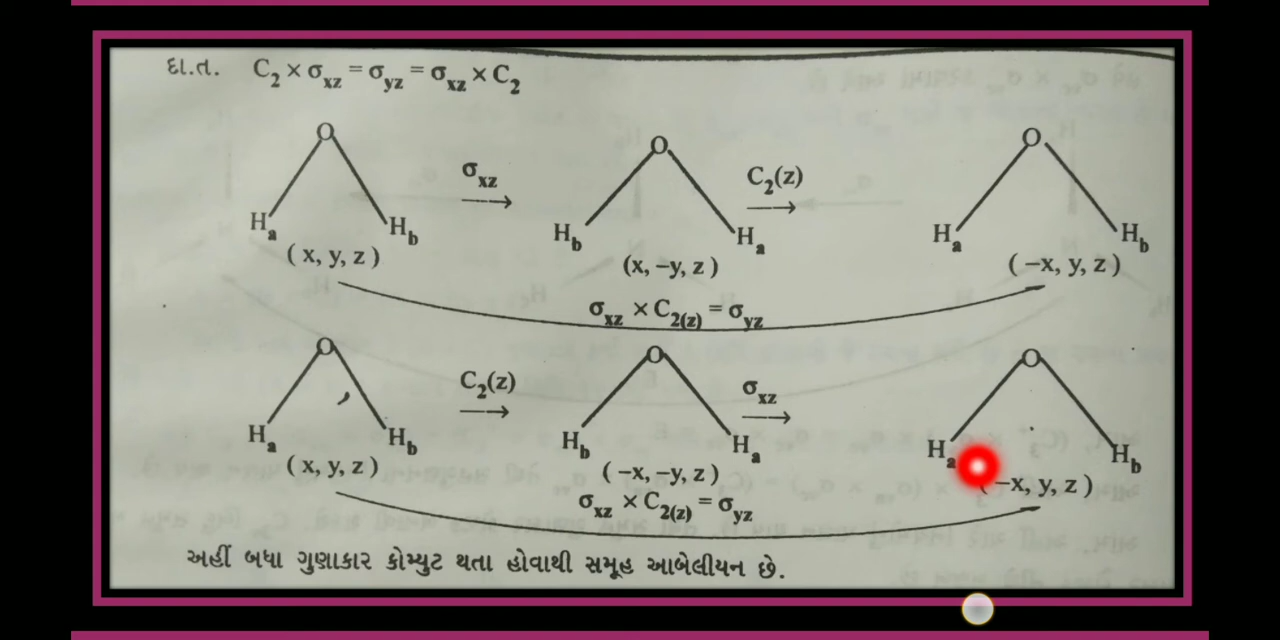 દા.ત. C₂ × σxz = σyz = σxz × C₂
O O O
σxz C₂(z)
Ha Hb Hb Ha Ha Hb
(x, y, z) (x, –y, z) (–x, y, z)
σxz × C₂(z) = σyz
O O O
C₂(z) σxz
Ha Hb Hb Ha Ha Hb
(x, y, z) (–x, –y, z) (–x, y, z)
σxz × C₂(z) = σyz
અહીં બધા ગુણાકાર કોમ્યુટ થતા હોવાથી સમૂહ આબેલીયન છે.